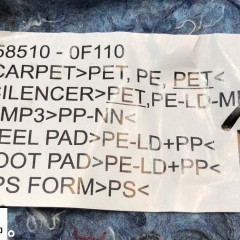 58510 - 0F110
CARPET>PET, PE, PET<
SILENCER>PET,PE-LD-M
MP3>PP-NN<
EEL PAD>PE-LD+PP<
OOT PAD>PE-LD+PP<
PS FORM>PS<